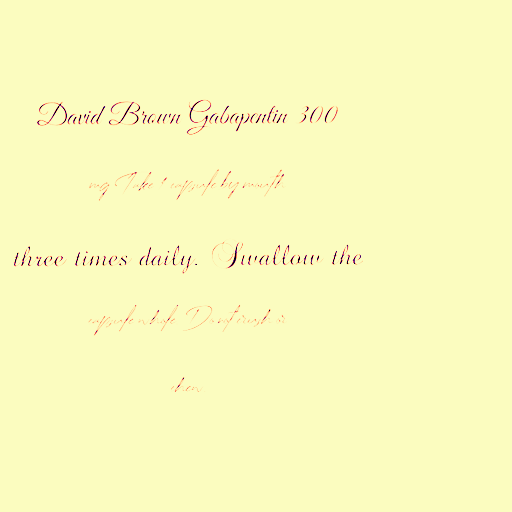 David Brown Gabapentin 300
mg Take 1 capsule by mouth
three times daily. Swallow the
capsule whole. Do not crush or
chew.